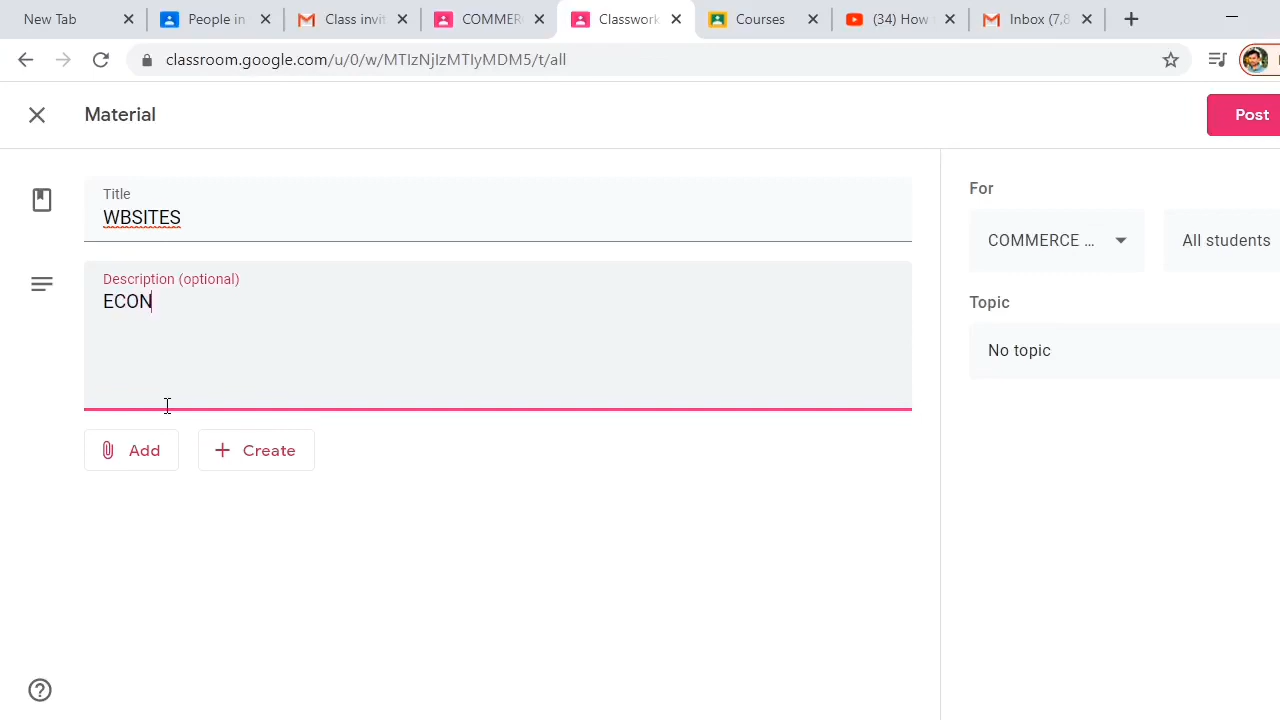 New Tab
People in
Class invit
COMMER
Classwork
Courses
(34) How
Inbox (7,8
classroom.google.com/u/0/w/MTIzNjIzMTIyMDM5/t/all
Material
Post
Title
WBSITES
Description (optional)
ECON
Add
Create
For
COMMERCE ...
All students
Topic
No topic